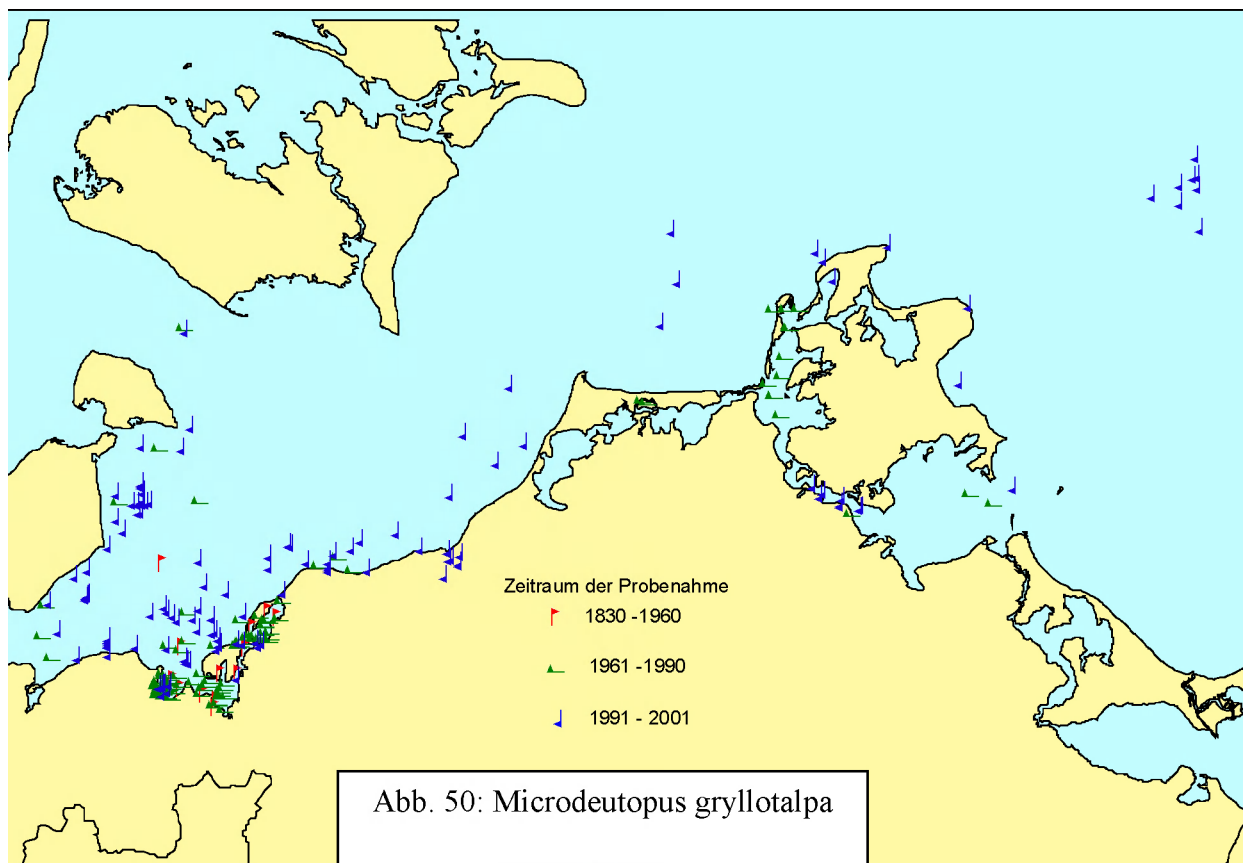 Zeitraum der Probenahme
1830 -1960
1961 -1990
1991 - 2001
Abb. 50: Microdeutopus gryllotalpa